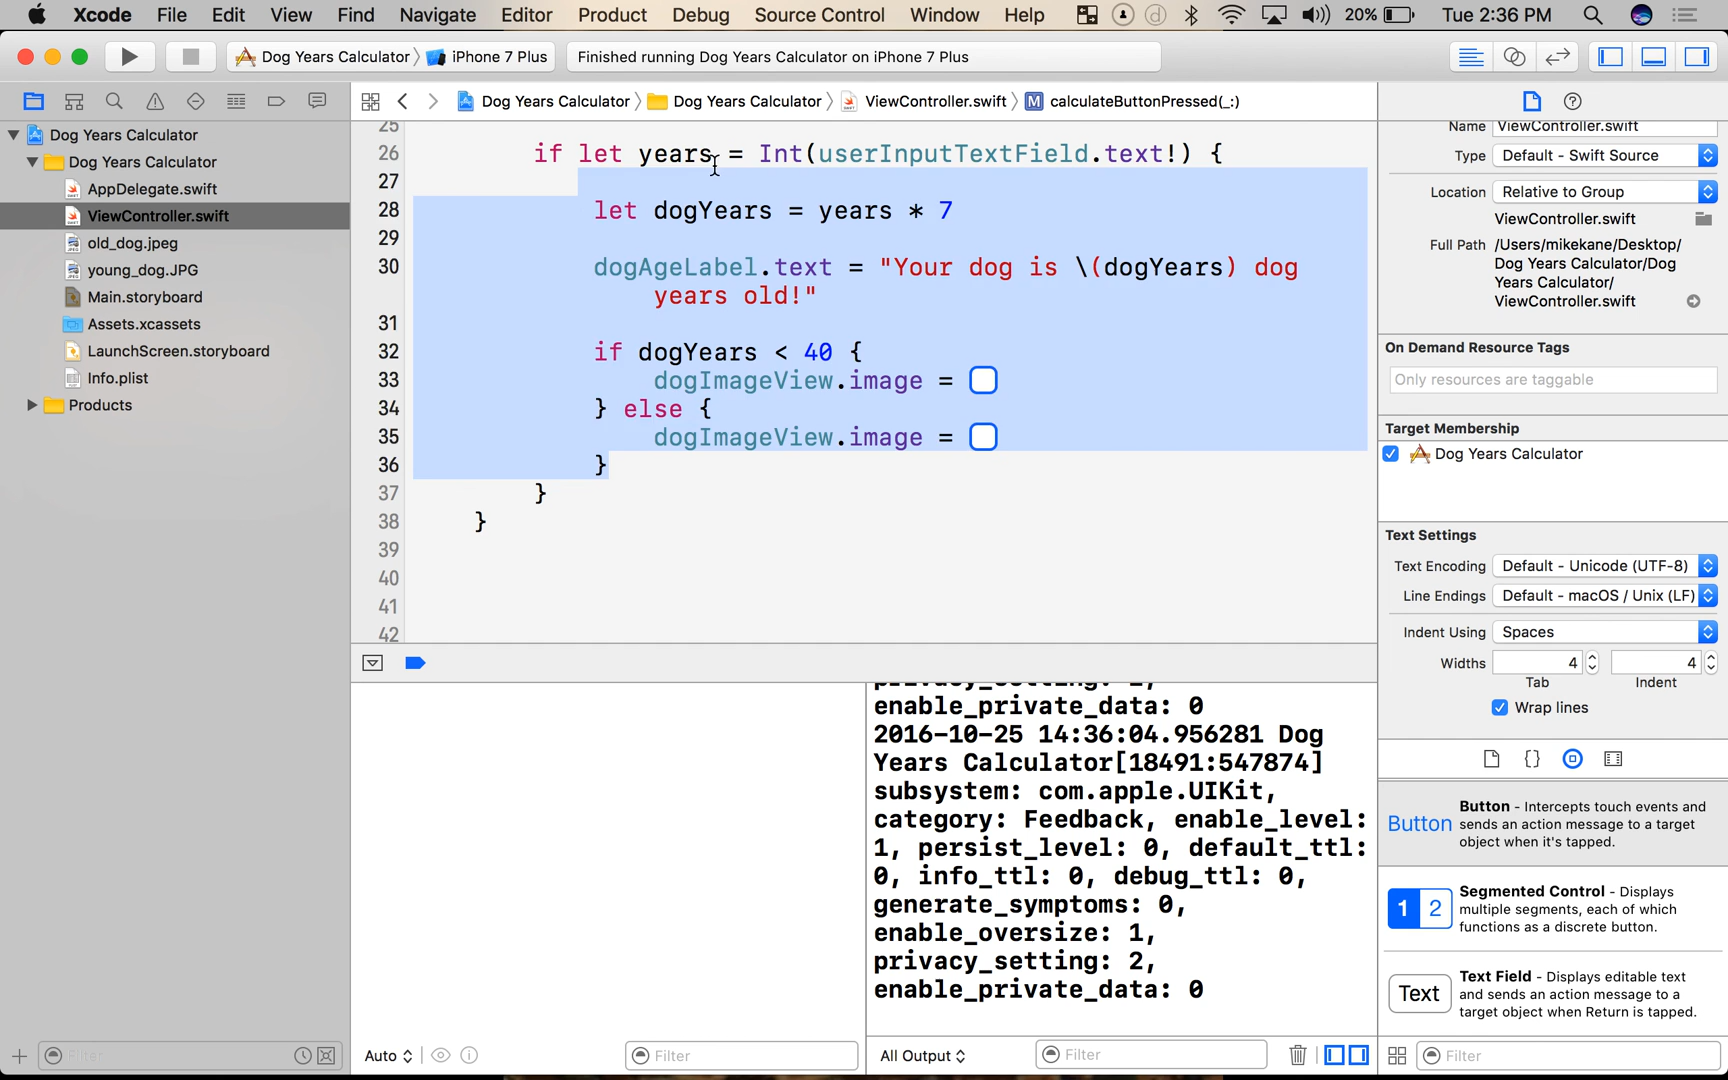 Xcode File Edit View Find Navigate Editor Product Debug Source Control Window Help 20% Tue 2:36 PM
Dog Years Calculator iPhone 7 Plus Finished running Dog Years Calculator on iPhone 7 Plus
Dog Years Calculator Dog Years Calculator ViewController.swift M calculateButtonPressed(_:)
Dog Years Calculator
Dog Years Calculator
AppDelegate.swift
ViewController.swift
old_dog.jpeg
young_dog.JPG
Main.storyboard
Assets.xcassets
LaunchScreen.storyboard
Info.plist
Products
Filter
25
26 if let years = Int(userInputTextField.text!) {
27
28 let dogYears = years * 7
29
30 dogAgeLabel.text = "Your dog is \(dogYears) dog
years old!"
31
32 if dogYears < 40 {
33 dogImageView.image =
34 } else {
35 dogImageView.image =
36 }
37 }
38 }
39
40
41
42
privacy_setting: 2,
enable_private_data: 0
2016-10-25 14:36:04.956281 Dog
Years Calculator[18491:547874]
subsystem: com.apple.UIKit,
category: Feedback, enable_level:
1, persist_level: 0, default_ttl:
0, info_ttl: 0, debug_ttl: 0,
generate_symptoms: 0,
enable_oversize: 1,
privacy_setting: 2,
enable_private_data: 0
Auto Filter
All Output Filter
Name ViewController.swift
Type Default - Swift Source
Location Relative to Group
ViewController.swift
Full Path /Users/mikekane/Desktop/
Dog Years Calculator/Dog
Years Calculator/
ViewController.swift
On Demand Resource Tags
Only resources are taggable
Target Membership
Dog Years Calculator
Text Settings
Text Encoding Default - Unicode (UTF-8)
Line Endings Default - macOS / Unix (LF)
Indent Using Spaces
Widths 4 4
Tab Indent
Wrap lines
Button Button - Intercepts touch events and
sends an action message to a target
object when it's tapped.
1 2 Segmented Control - Displays
multiple segments, each of which
functions as a discrete button.
Text Text Field - Displays editable text
and sends an action message to a
target object when Return is tapped.
Filter